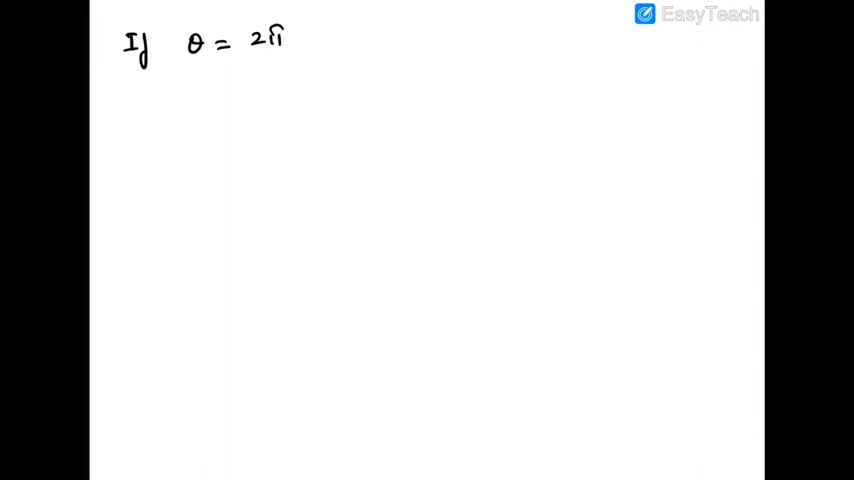 EasyTeach
If θ = 2π